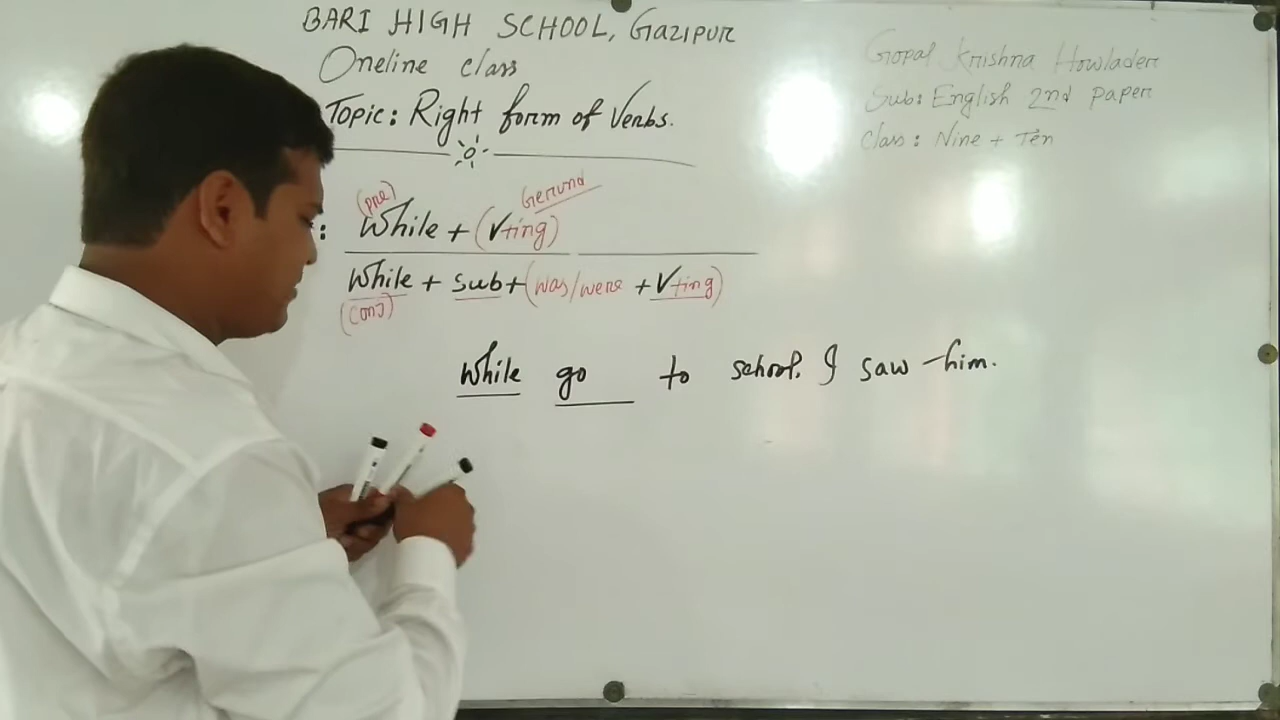 BARI HIGH SCHOOL, Gazipur
Oneline class
Topic: Right form of Verbs.
Gopal Krishna Howlader
Sub: English 2nd paper
Class: Nine + Ten
(pre) Gerund
: While + (V+ing)
While + Sub + (was/were + V+ing)
(conj)
While go to school. I saw him.